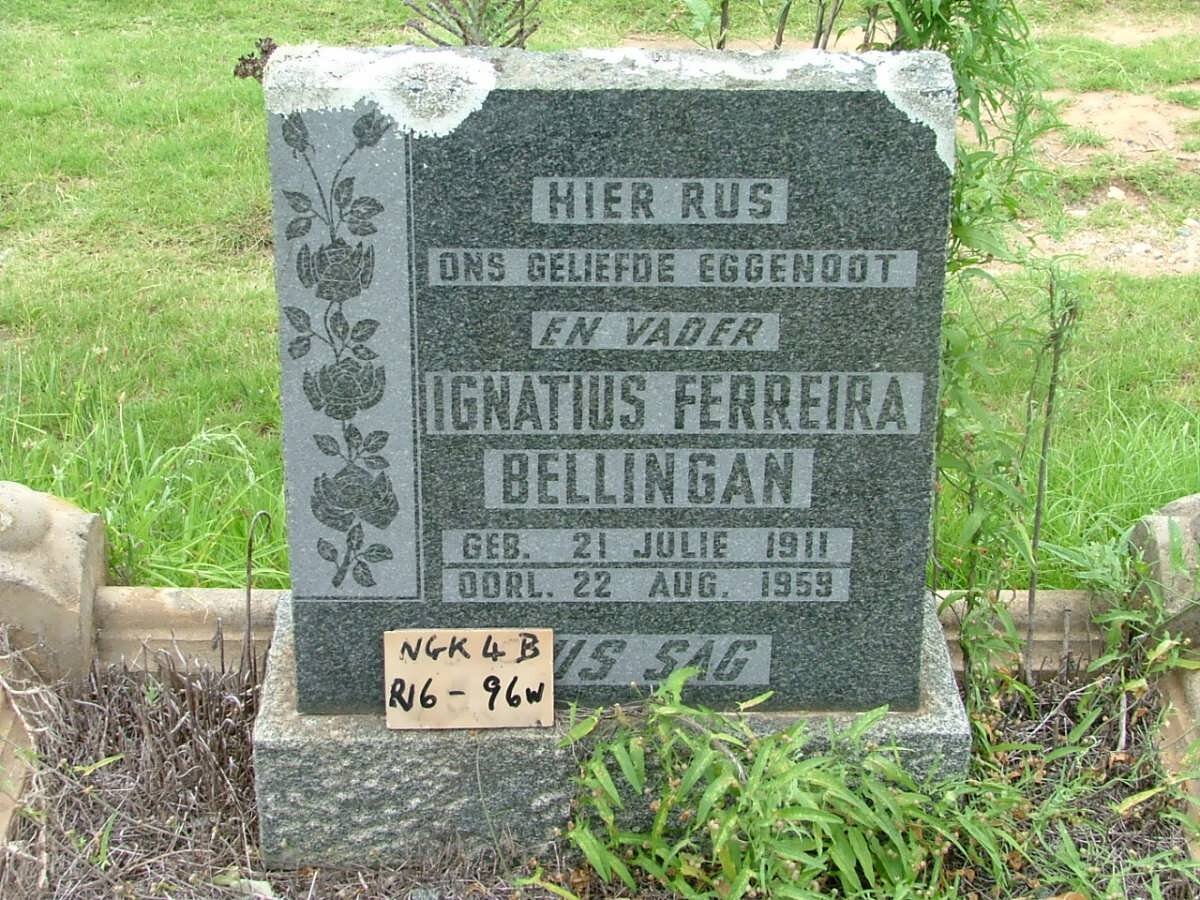 HIER RUS
ONS GELIEFDE EGGENOOT
EN VADER
IGNATIUS FERREIRA
BELLINGAN
GEB. 21 JULIE 1911
OORL. 22 AUG. 1959
SAG
NGK 4 B
R16 - 96W